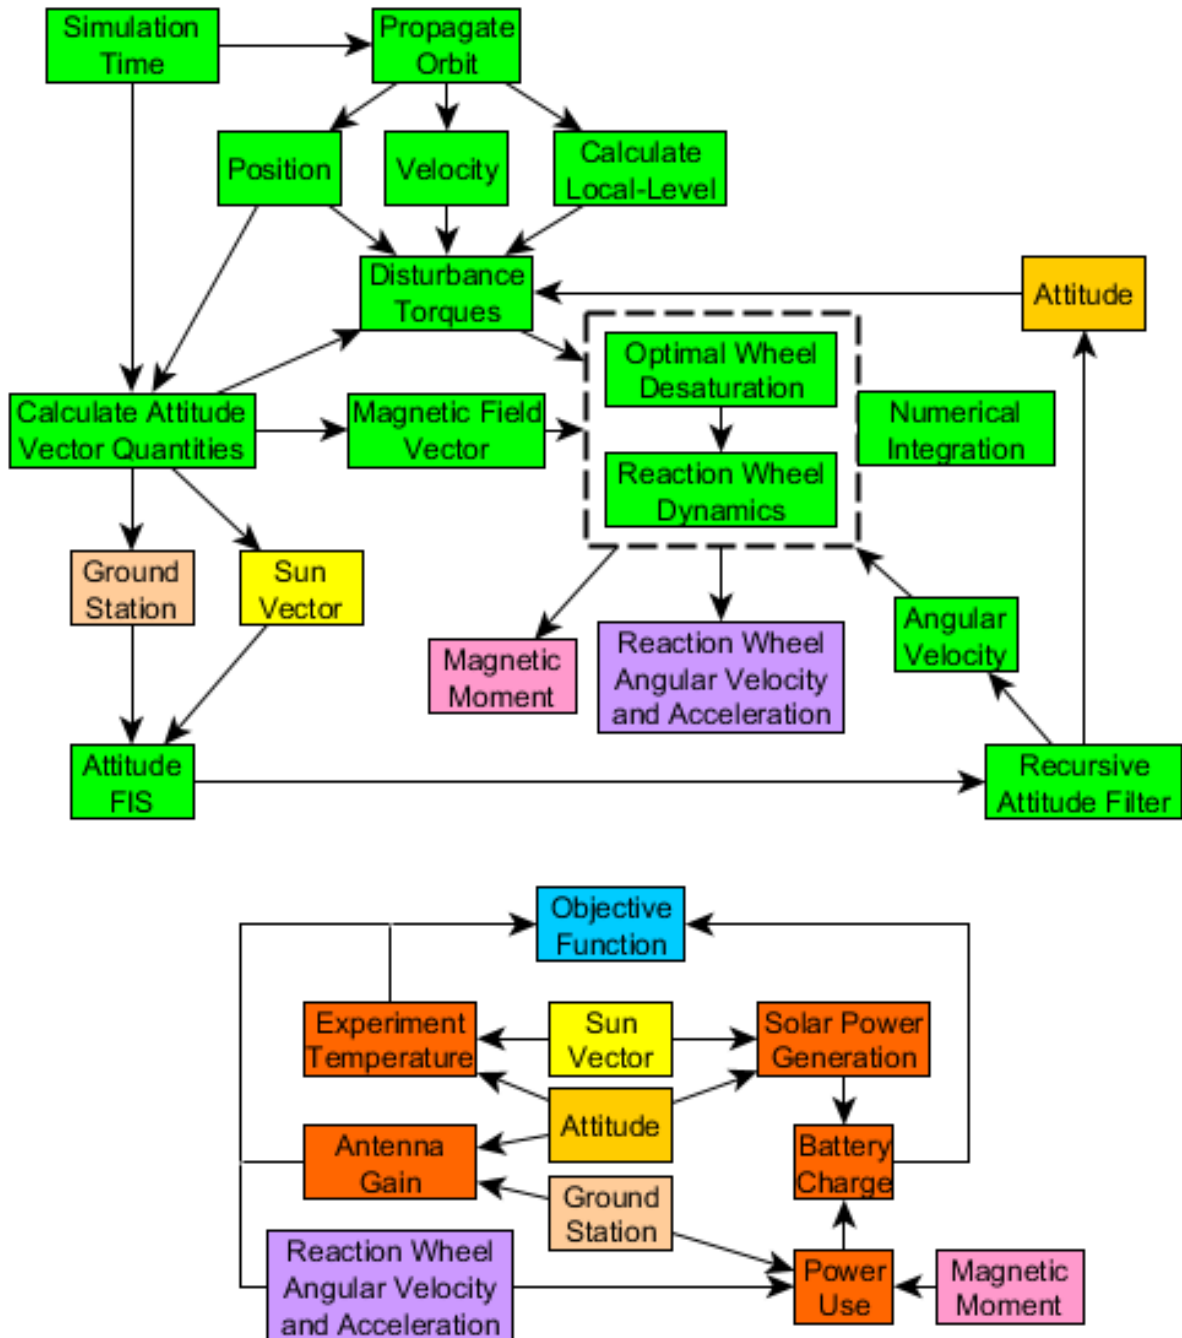 Simulation
Time
Propagate
Orbit
Position
Velocity
Calculate
Local-Level
Disturbance
Torques
Attitude
Optimal Wheel
Desaturation
Calculate Attitude
Vector Quantities
Magnetic Field
Vector
Numerical
Integration
Reaction Wheel
Dynamics
Ground
Station
Sun
Vector
Angular
Velocity
Magnetic
Moment
Reaction Wheel
Angular Velocity
and Acceleration
Attitude
FIS
Recursive
Attitude Filter
Objective
Function
Experiment
Temperature
Sun
Vector
Solar Power
Generation
Attitude
Antenna
Gain
Battery
Charge
Ground
Station
Reaction Wheel
Angular Velocity
and Acceleration
Power
Use
Magnetic
Moment